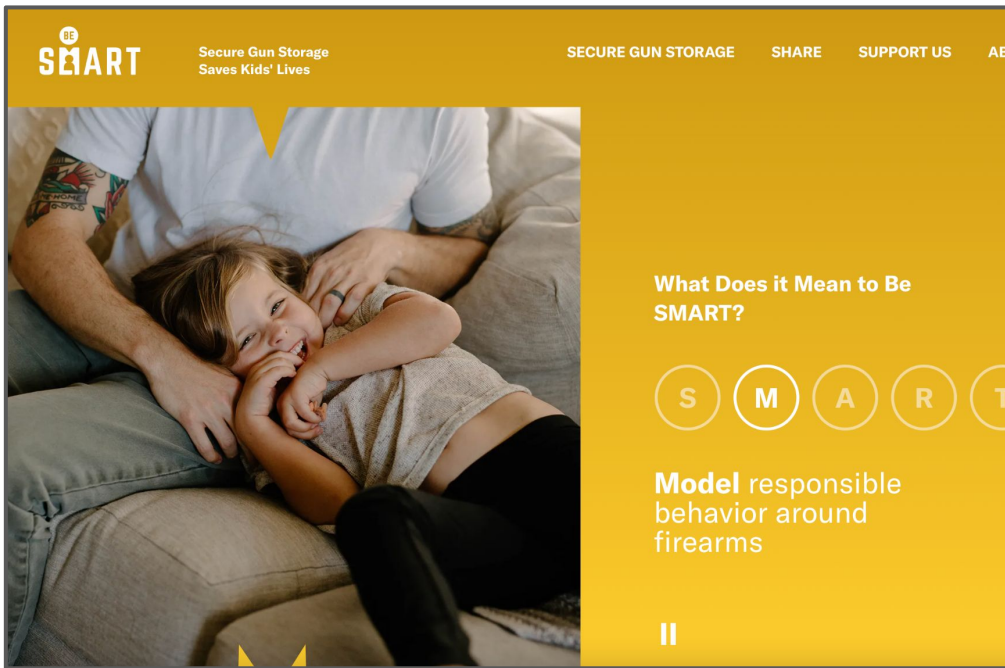 BE
SMART
Secure Gun Storage
Saves Kids' Lives
SECURE GUN STORAGE
SHARE
SUPPORT US
What Does it Mean to Be
SMART?
S M A R T
Model responsible
behavior around
firearms